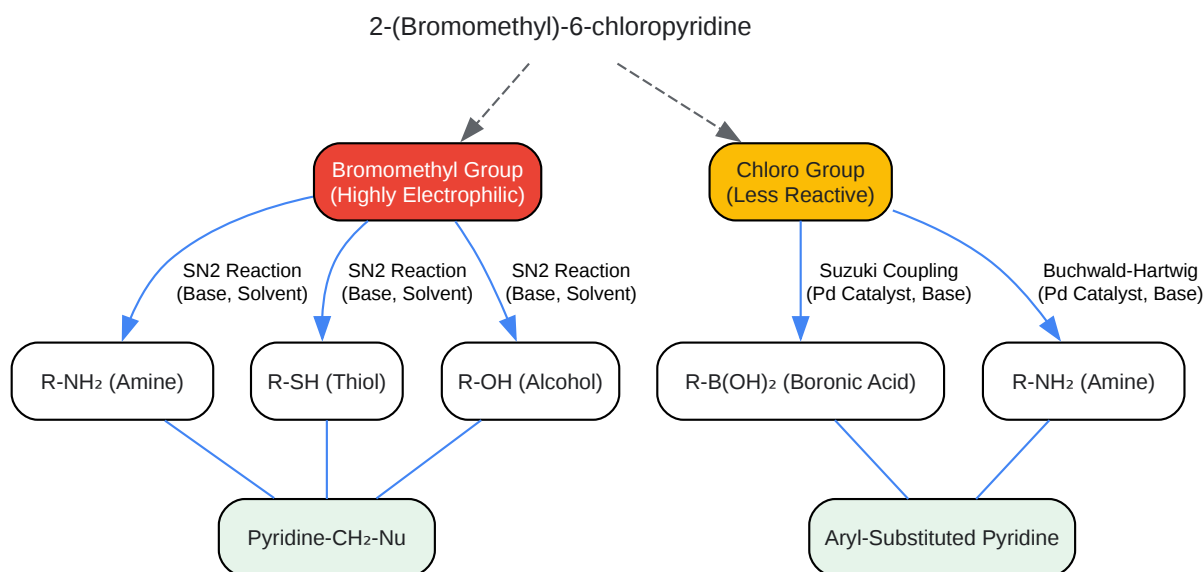 2-(Bromomethyl)-6-chloropyridine
Bromomethyl Group
(Highly Electrophilic)
Chloro Group
(Less Reactive)
SN2 Reaction
(Base, Solvent)
SN2 Reaction
(Base, Solvent)
SN2 Reaction
(Base, Solvent)
Suzuki Coupling
(Pd Catalyst, Base)
Buchwald-Hartwig
(Pd Catalyst, Base)
R-NH₂ (Amine)
R-SH (Thiol)
R-OH (Alcohol)
R-B(OH)₂ (Boronic Acid)
R-NH₂ (Amine)
Pyridine-CH₂-Nu
Aryl-Substituted Pyridine